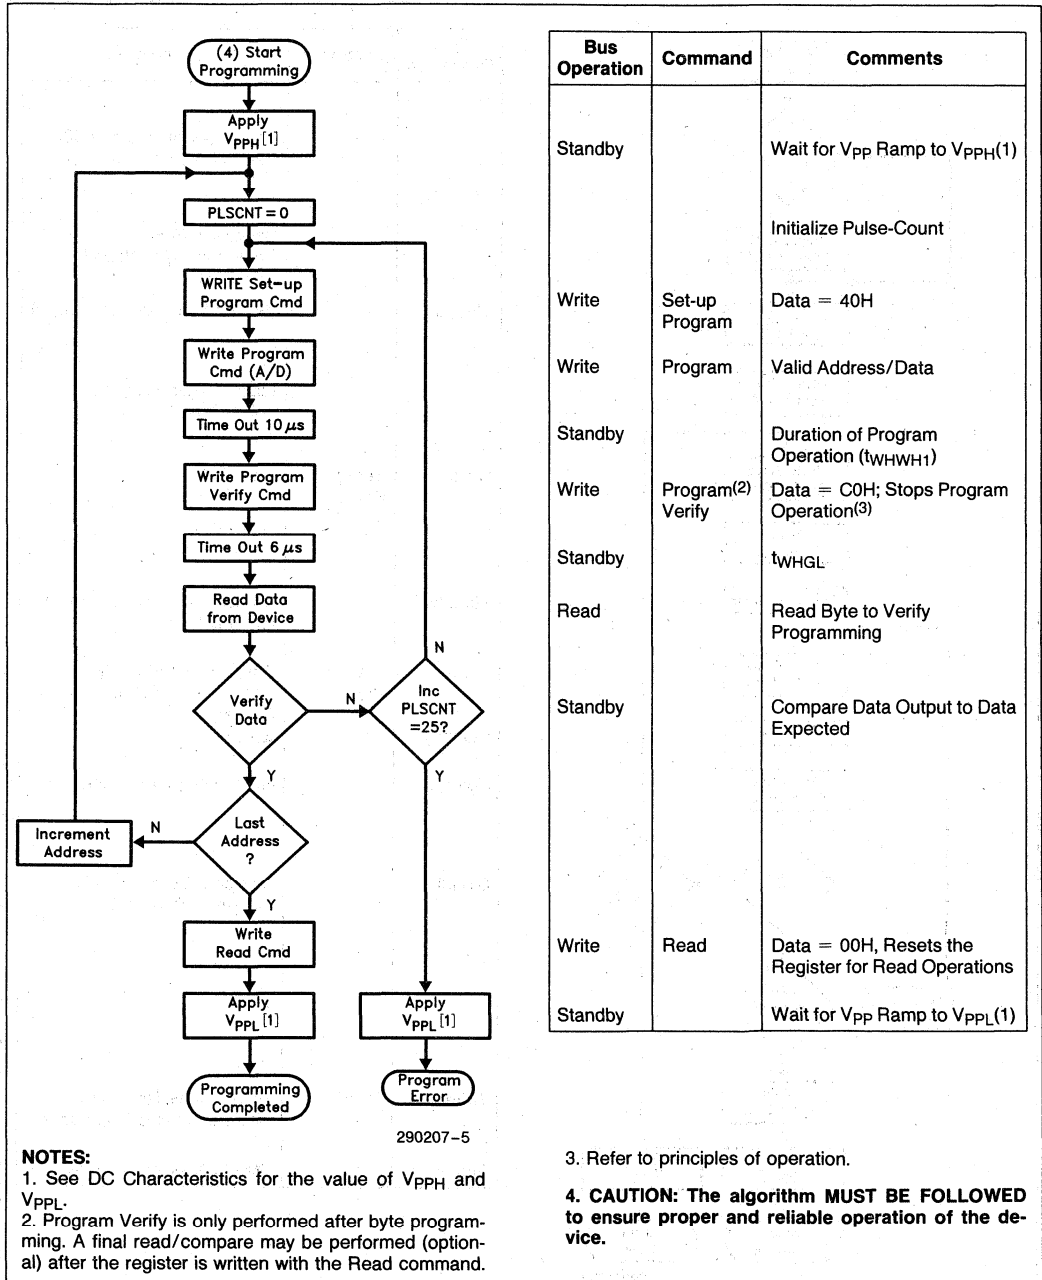 (4) Start
Programming
Apply
VPPH[1]
PLSCNT = 0
WRITE Set-up
Program Cmd
Write Program
Cmd (A/D)
Time Out 10 μs
Write Program
Verify Cmd
Time Out 6 μs
Read Data
from Device
Verify
Data
N
Y
Inc
PLSCNT
=25?
N
Y
Last
Address
?
N
Y
Increment
Address
Write
Read Cmd
Apply
VPPL[1]
Programming
Completed
Apply
VPPL[1]
Program
Error
290207-5
Bus
Operation
Command
Comments
Standby
Wait for VPP Ramp to VPPH(1)
Initialize Pulse-Count
Write Set-up Data = 40H
Program
Write Program Valid Address/Data
Standby Duration of Program
Operation (tWHWH1)
Write Program(2) Data = C0H; Stops Program
Verify Operation(3)
Standby tWHGL
Read Read Byte to Verify
Programming
Standby Compare Data Output to Data
Expected
Write Read Data = 00H, Resets the
Register for Read Operations
Standby Wait for VPP Ramp to VPPL(1)
NOTES:
1. See DC Characteristics for the value of VPPH and
VPPL.
2. Program Verify is only performed after byte program-
ming. A final read/compare may be performed (option-
al) after the register is written with the Read command.
3. Refer to principles of operation.
4. CAUTION: The algorithm MUST BE FOLLOWED
to ensure proper and reliable operation of the de-
vice.